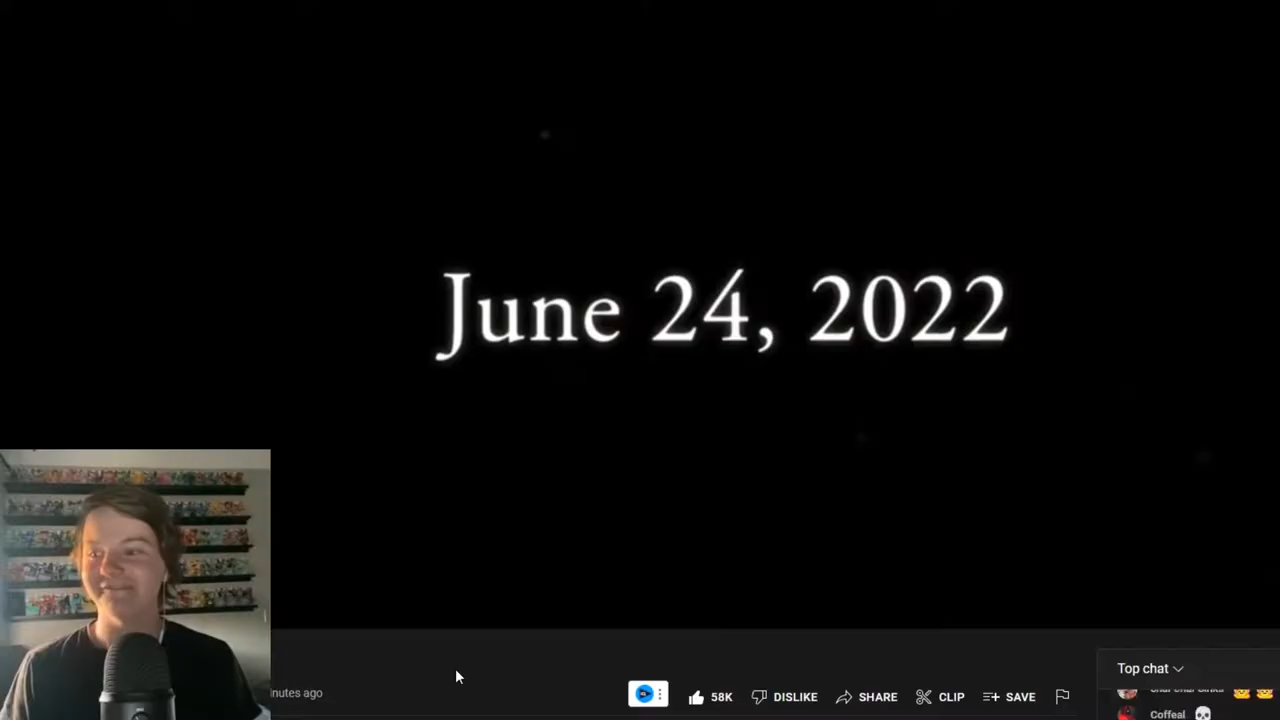 June 24, 2022
inutes ago
58K
DISLIKE
SHARE
CLIP
SAVE
Top chat
Coffeal